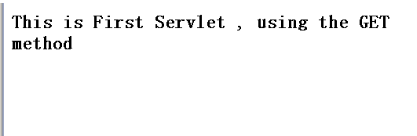 This is First Servlet , using the GET
method